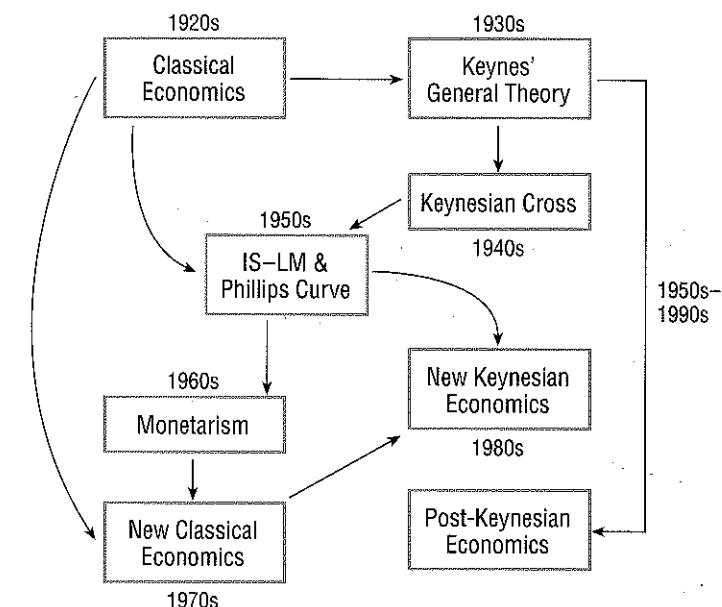 1920s
Classical
Economics
1930s
Keynes'
General Theory
Keynesian Cross
1940s
1950s
IS–LM &
Phillips Curve
1950s–
1990s
1960s
Monetarism
New Keynesian
Economics
1980s
New Classical
Economics
1970s
Post-Keynesian
Economics